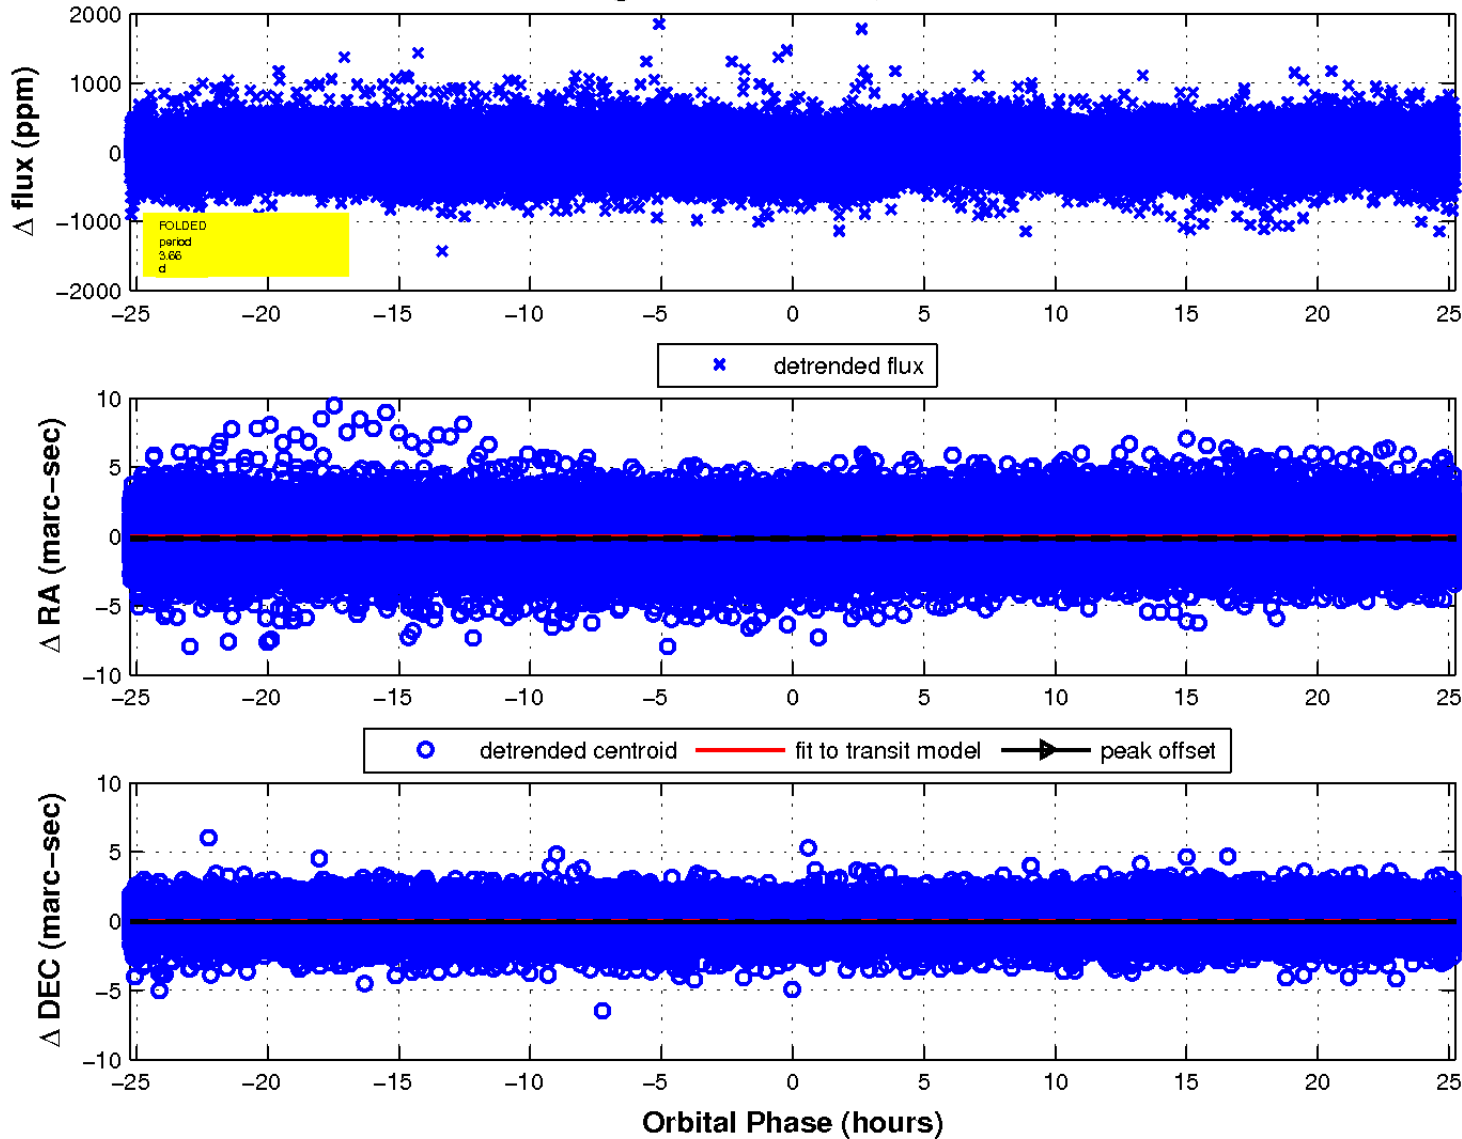 2000
1000
0
−1000
−2000
Δ flux (ppm)
FOLDED
period
3.66
d
−25 −20 −15 −10 −5 0 5 10 15 20 25
detrended flux
10
5
0
−5
−10
Δ RA (marc−sec)
−25 −20 −15 −10 −5 0 5 10 15 20 25
detrended centroid fit to transit model peak offset
10
5
0
−5
−10
Δ DEC (marc−sec)
−25 −20 −15 −10 −5 0 5 10 15 20 25
Orbital Phase (hours)